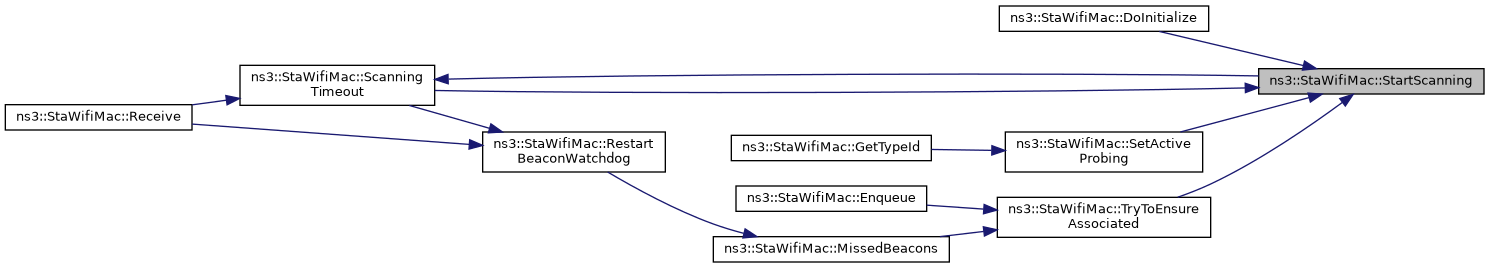 ns3::StaWifiMac::DoInitialize
ns3::StaWifiMac::Scanning
Timeout
ns3::StaWifiMac::StartScanning
ns3::StaWifiMac::Receive
ns3::StaWifiMac::Restart
BeaconWatchdog
ns3::StaWifiMac::GetTypeId
ns3::StaWifiMac::SetActive
Probing
ns3::StaWifiMac::Enqueue
ns3::StaWifiMac::TryToEnsure
Associated
ns3::StaWifiMac::MissedBeacons